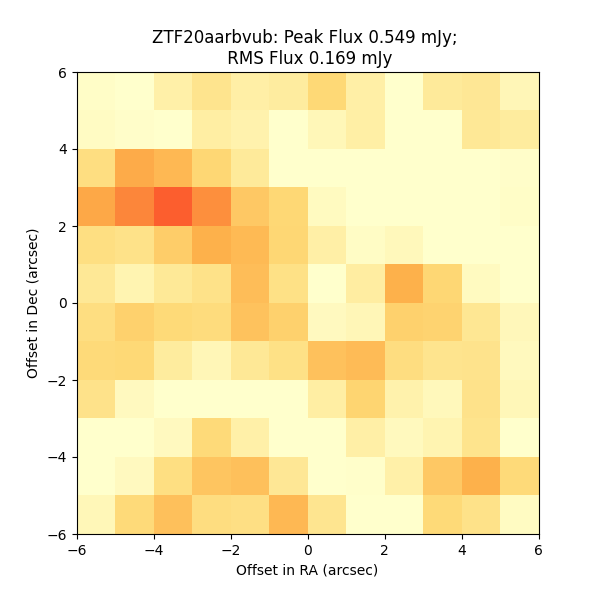 ZTF20aarbvub: Peak Flux 0.549 mJy;
RMS Flux 0.169 mJy
6
4
2
0
−2
−4
−6
Offset in Dec (arcsec)
−6 −4 −2 0 2 4 6
Offset in RA (arcsec)